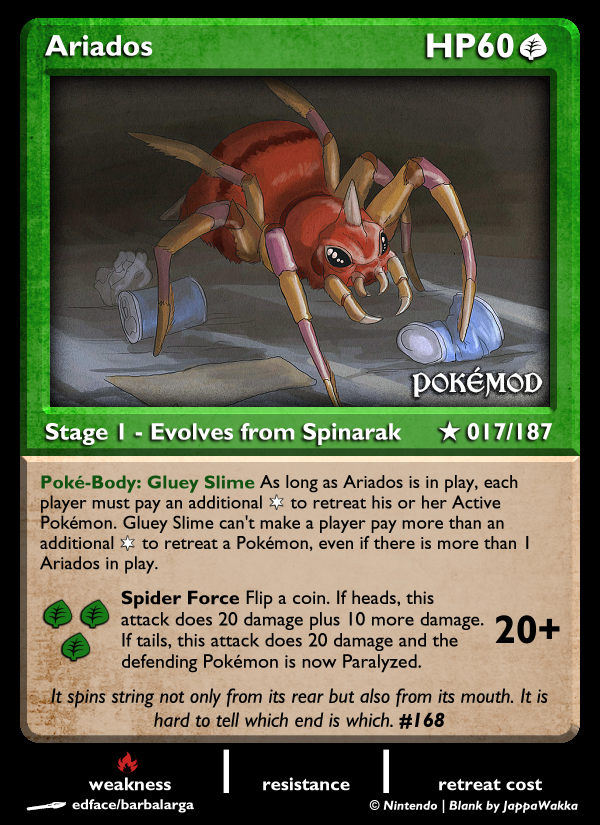 Ariados HP60
POKÉMOD
Stage 1 - Evolves from Spinarak ★ 017/187
Poké-Body: Gluey Slime As long as Ariados is in play, each
player must pay an additional to retreat his or her Active
Pokémon. Gluey Slime can't make a player pay more than an
additional to retreat a Pokémon, even if there is more than 1
Ariados in play.
Spider Force Flip a coin. If heads, this
attack does 20 damage plus 10 more damage.
If tails, this attack does 20 damage and the
defending Pokémon is now Paralyzed.
20+
It spins string not only from its rear but also from its mouth. It is
hard to tell which end is which. #168
weakness resistance retreat cost
edface/barbalarga © Nintendo | Blank by JappaWakka